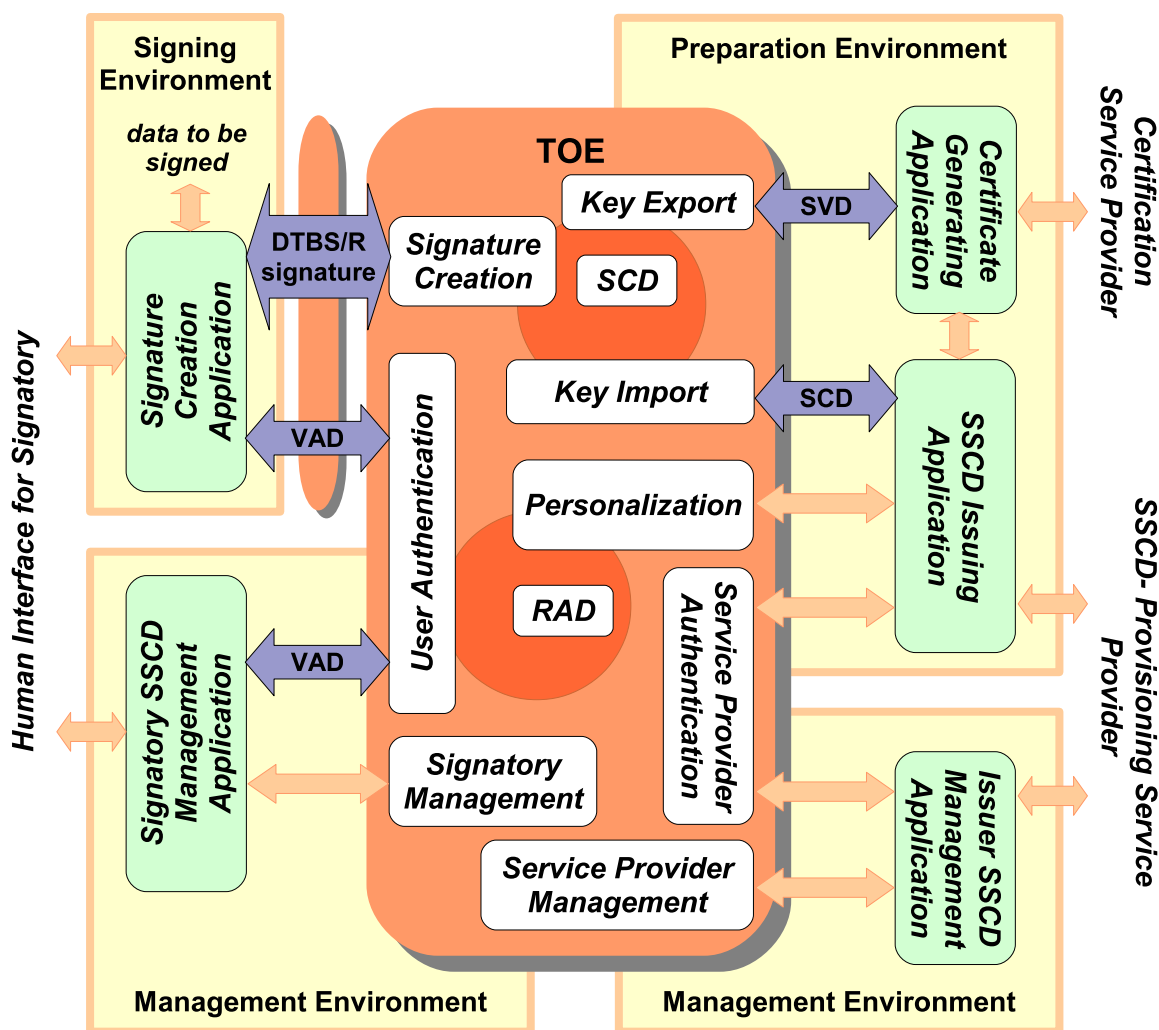 Signing
Environment
data to be
signed
DTBS/R
signature
Signature
Creation
Application
VAD
Human Interface for Signatory
Signatory SSCD
Management
Application
VAD
Management Environment
TOE
Key Export
Signature
Creation
SCD
Key Import
User Authentication
Personalization
RAD
Service Provider
Authentication
Signatory
Management
Service Provider
Management
Preparation Environment
SVD
Certificate
Generating
Application
Certification
Service Provider
SCD
SSCD Issuing
Application
SSCD- Provisioning Service
Provider
Issuer SSCD
Management
Application
Management Environment